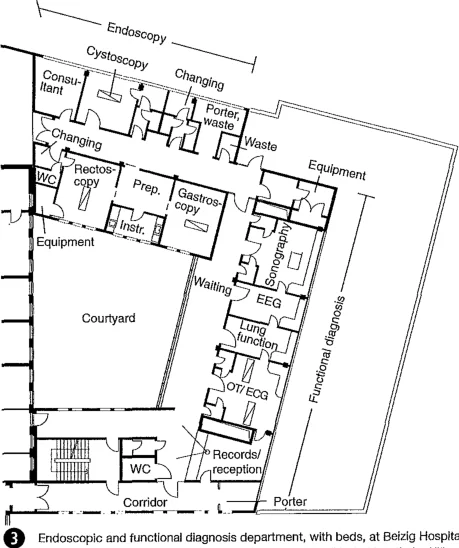 Endoscopy
Cystoscopy
Changing
Consu-
ltant
Porter,
waste
Waste
Changing
Equipment
WC
Rectos-
copy
Prep.
Gastros-
copy
Instr.
Equipment
Sonography
Waiting
EEG
Courtyard
Lung
function
Functional diagnosis
OT/ECG
Records/
reception
WC
Corridor
Porter
3 Endoscopic and functional diagnosis department, with beds, at Beizig Hospita